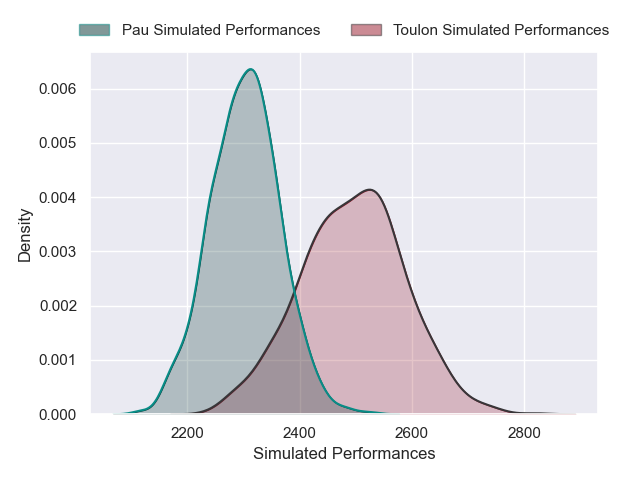 Pau Simulated Performances
Toulon Simulated Performances
0.006
0.005
0.004
0.003
0.002
0.001
0.000
Density
2200
2400
2600
2800
Simulated Performances